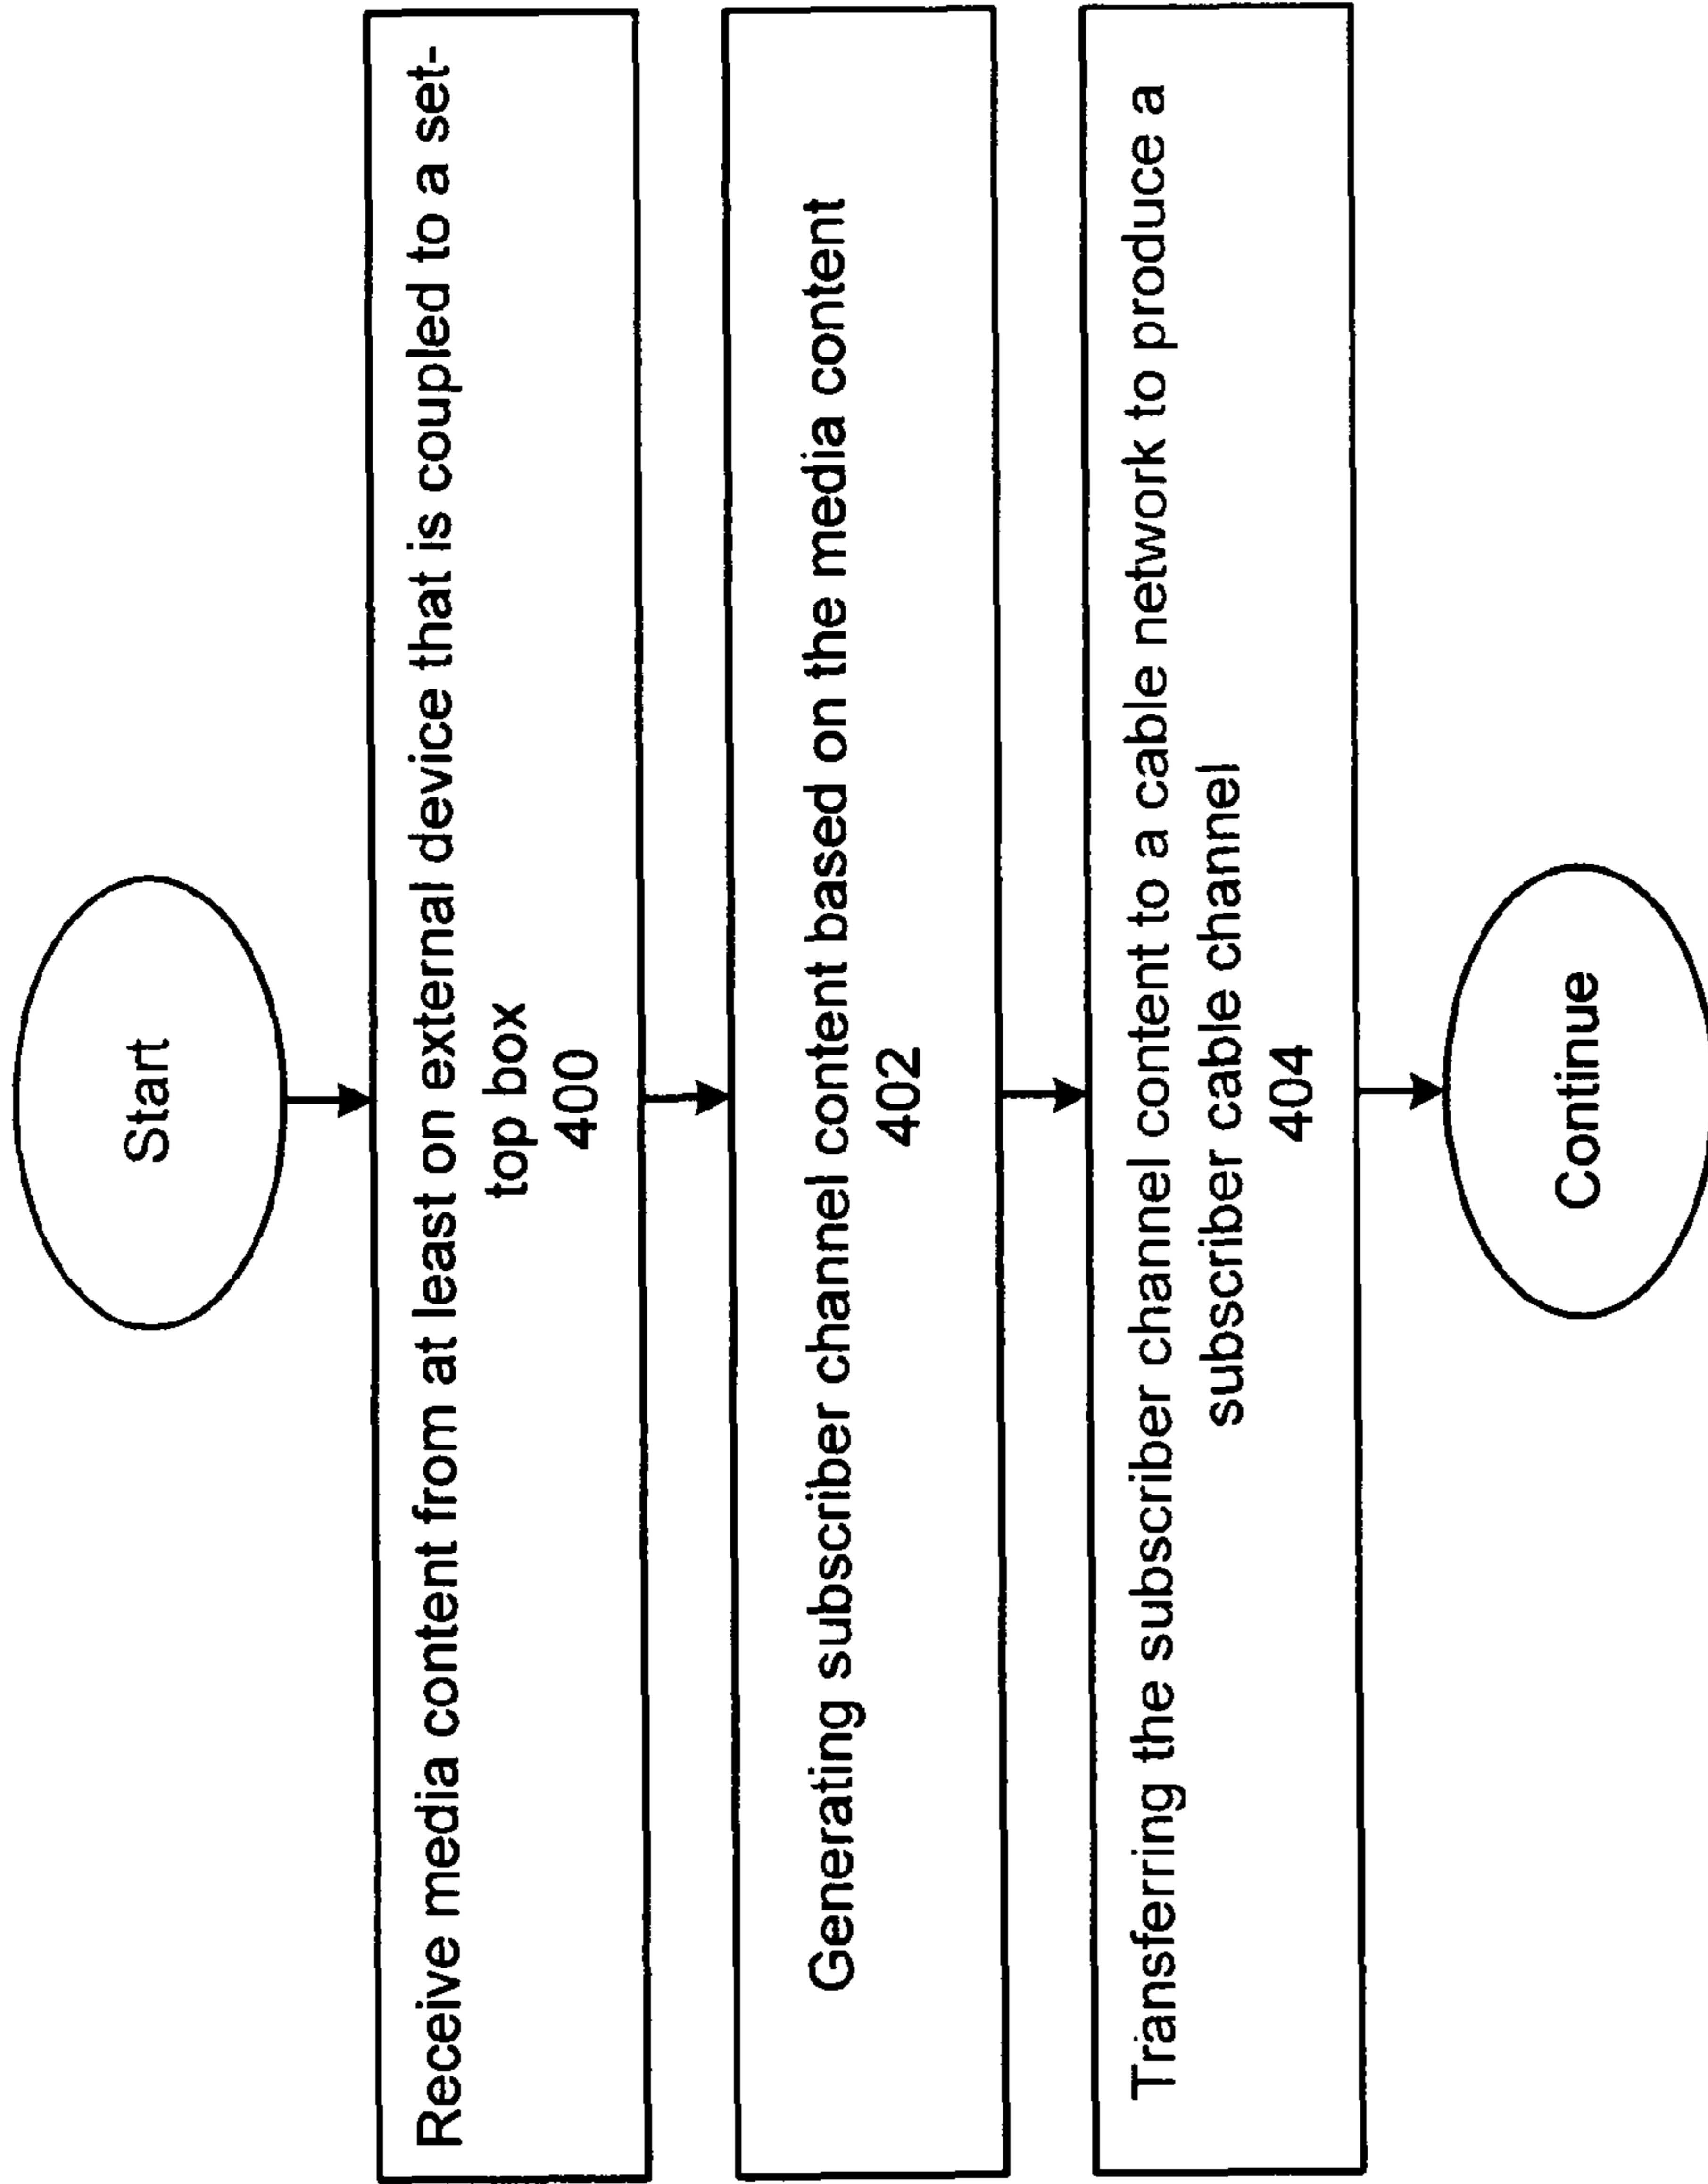 Start
Receive media content from at least on external device that is coupled to a set-
top box
400
Generating subscriber channel content based on the media content
402
Transferring the subscriber channel content to a cable network to produce a
subscriber cable channel
404
Continue